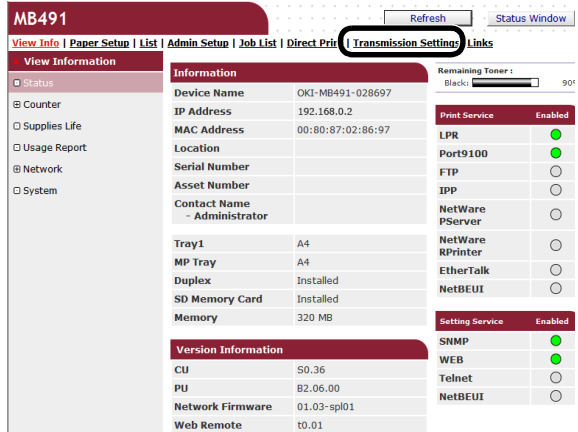 MB491
Refresh
Status Window
View Info | Paper Setup | List | Admin Setup | Job List | Direct Print | Transmission Settings| Links
View Information
Status
Counter
Supplies Life
Usage Report
Network
System
Information
Device Name OKI-MB491-028697
IP Address 192.168.0.2
MAC Address 00:80:87:02:86:97
Location
Serial Number
Asset Number
Contact Name
- Administrator
Tray1 A4
MP Tray A4
Duplex Installed
SD Memory Card Installed
Memory 320 MB
Version Information
CU S0.36
PU B2.06.00
Network Firmware 01.03-spl01
Web Remote t0.01
Remaining Toner :
Black: 90%
Print Service Enabled
LPR
Port9100
FTP
IPP
NetWare
PServer
NetWare
RPrinter
EtherTalk
NetBEUI
Setting Service Enabled
SNMP
WEB
Telnet
NetBEUI